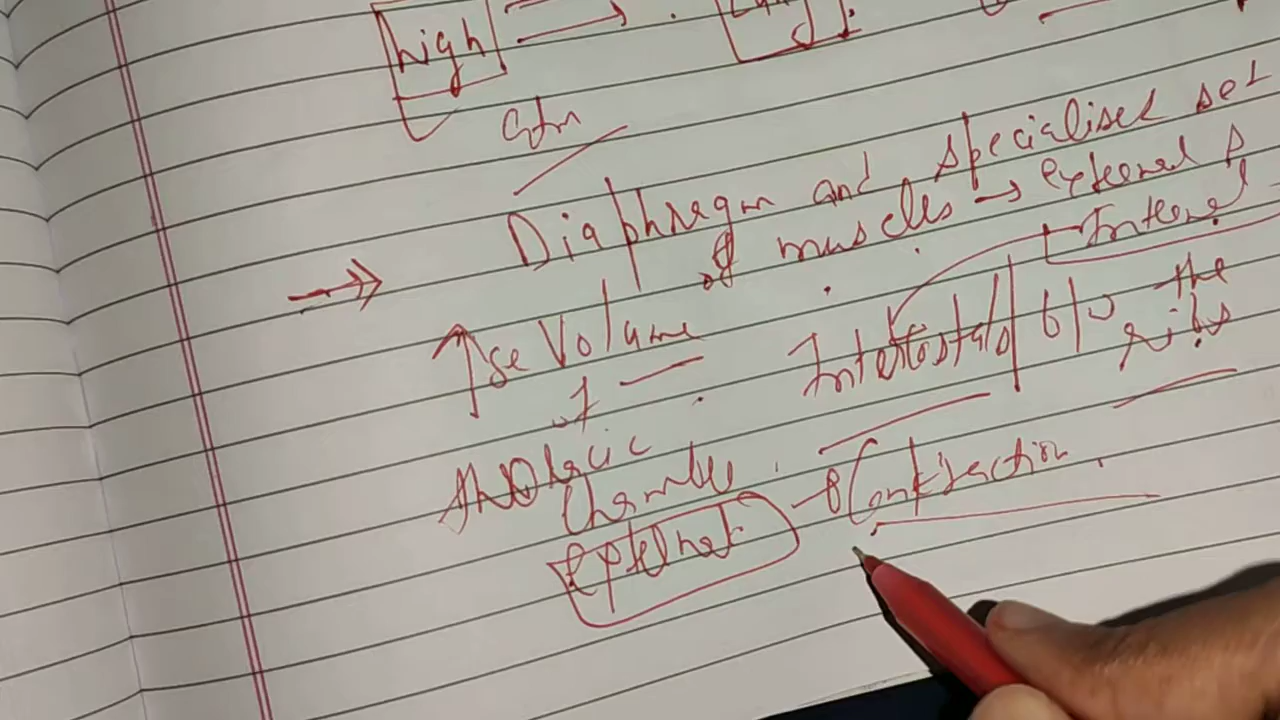 high
atm
Diaphragm and specialised set
of muscles → external &
Internal
↑se Volume
of
thoracic
Chamber
Intercostals b/w the
ribs
external → Contraction